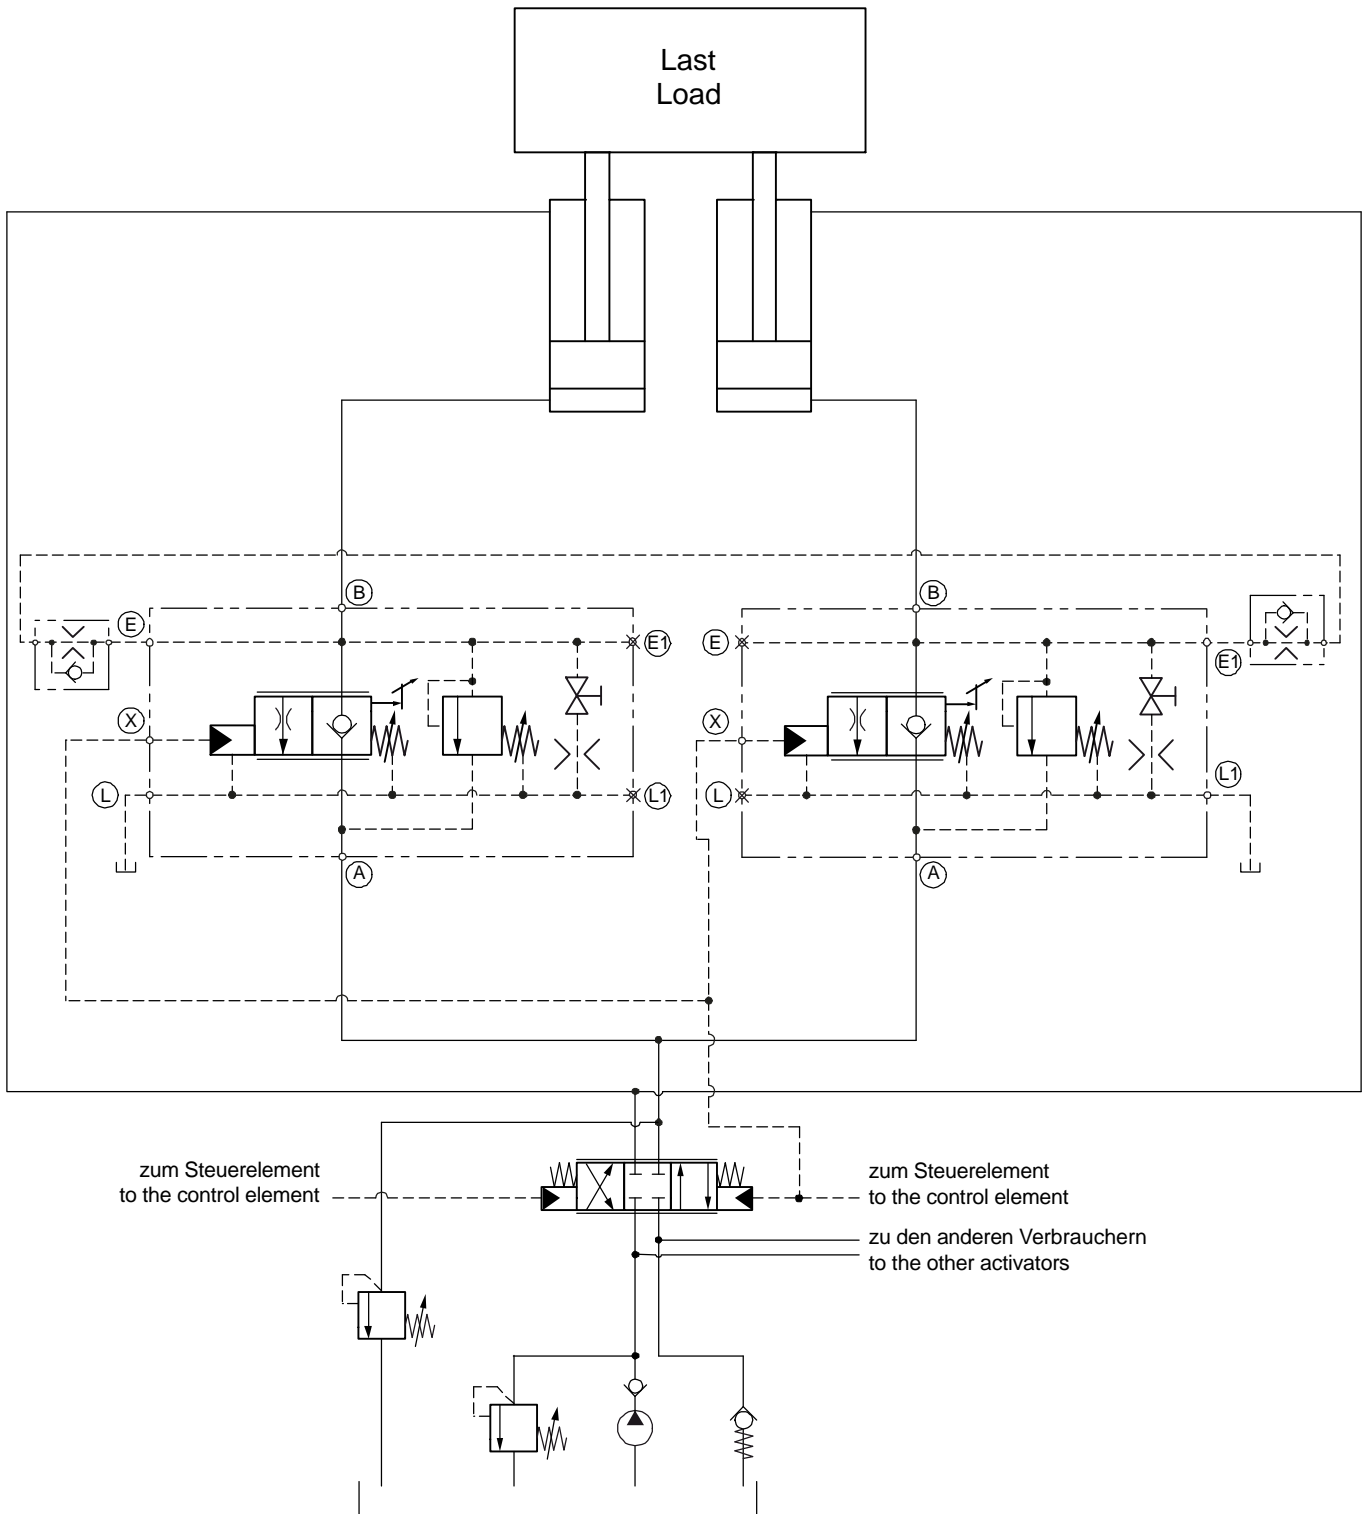 Last
Load
B
B
E
E1
E
E1
X
X
L
L1
L
L1
A
A
zum Steuerelement
to the control element
zum Steuerelement
to the control element
zu den anderen Verbrauchern
to the other activators